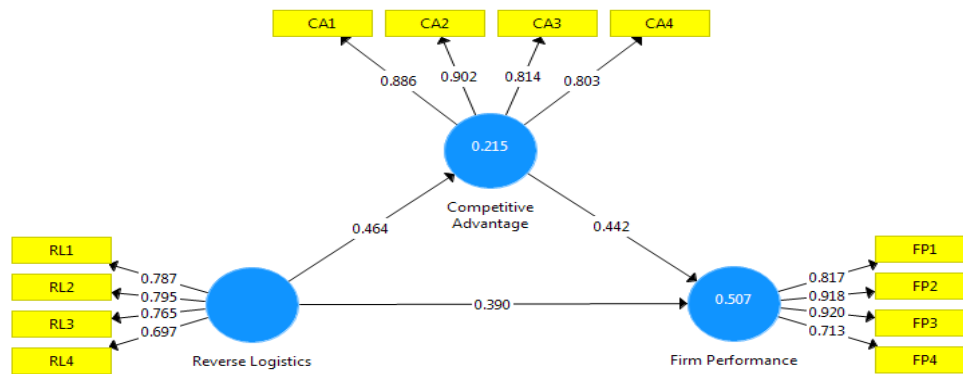 CA1 CA2 CA3 CA4
0.886 0.902 0.814 0.803
0.215
Competitive
Advantage
0.464 0.442
RL1
RL2
RL3
RL4
0.787
0.795
0.765
0.697
Reverse Logistics
0.390
0.507
Firm Performance
0.817
0.918
0.920
0.713
FP1
FP2
FP3
FP4